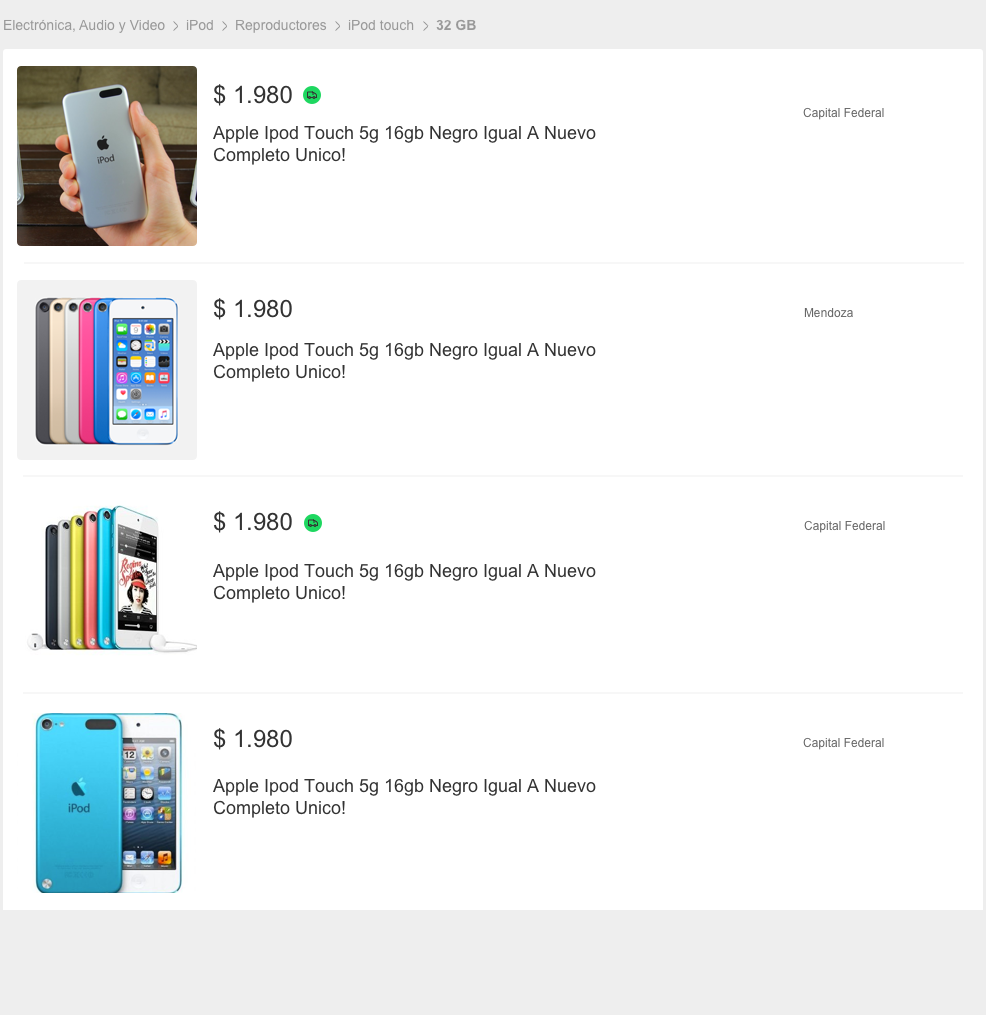 Electrónica, Audio y Video > iPod > Reproductores > iPod touch > 32 GB
$ 1.980
Capital Federal
Apple Ipod Touch 5g 16gb Negro Igual A Nuevo
Completo Unico!
iPod
$ 1.980
Mendoza
Apple Ipod Touch 5g 16gb Negro Igual A Nuevo
Completo Unico!
$ 1.980
Capital Federal
Apple Ipod Touch 5g 16gb Negro Igual A Nuevo
Completo Unico!
$ 1.980
Capital Federal
Apple Ipod Touch 5g 16gb Negro Igual A Nuevo
Completo Unico!
iPod
12